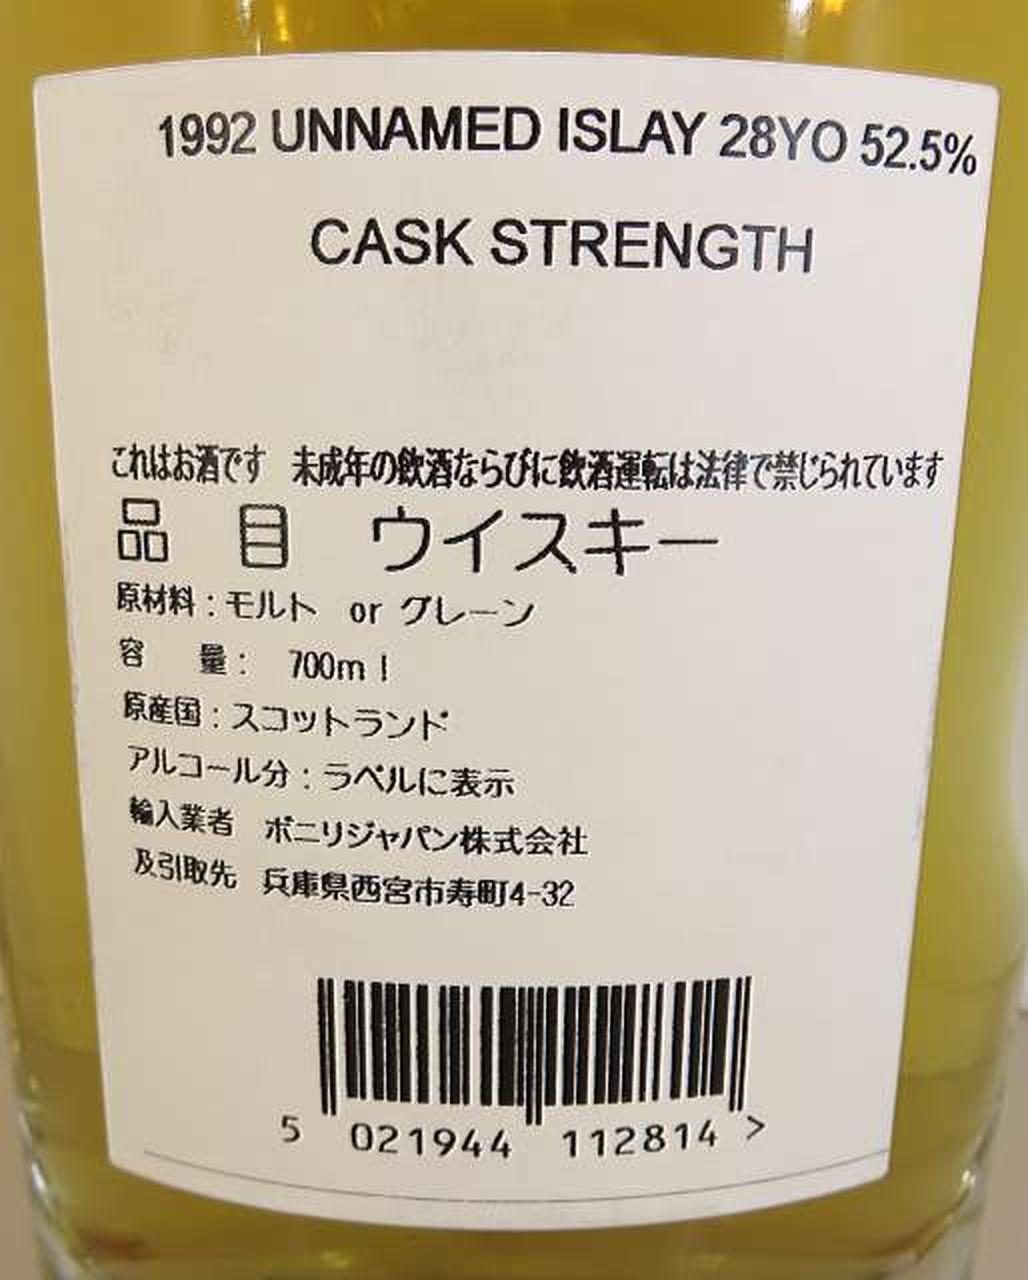 1992 UNNAMED ISLAY 28YO 52.5%
CASK STRENGTH
これはお酒です　未成年の飲酒ならびに飲酒運転は法律で禁じられています
品　目　ウイスキー
原材料：モルト　or グレーン
容　量：　700ml
原産国：スコットランド
アルコール分：ラベルに表示
輸入業者　ボニリジャパン株式会社
及引取先　兵庫県西宮市寿町4-32
5 021944 112814 >